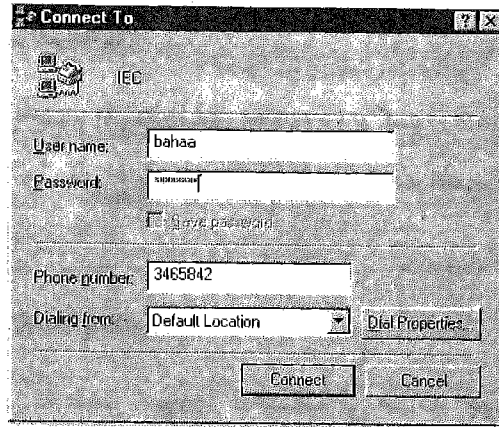 Connect To
IEC
User name: bahaa
Password: ********
Save password
Phone number: 3465842
Dialing from: Default Location Dial Properties...
Connect Cancel